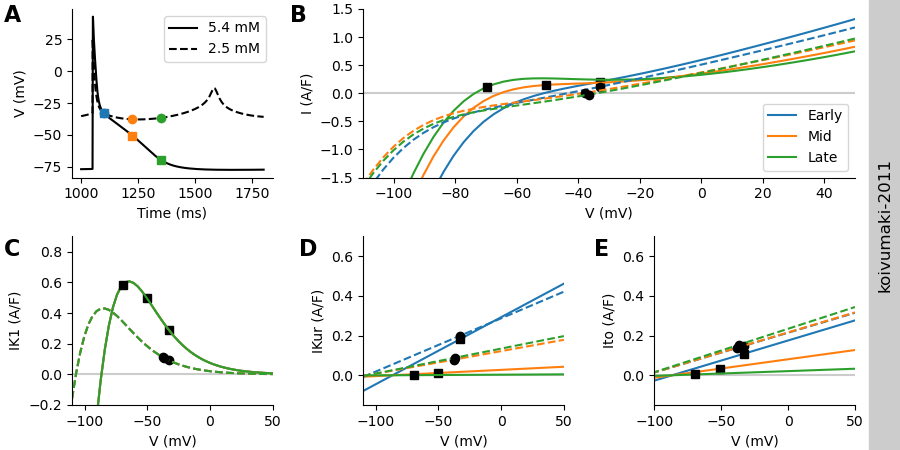 A
V (mV)
25
0
−25
−50
−75
1000
1250
1500
1750
Time (ms)
5.4 mM
2.5 mM
B
I (A/F)
1.5
1.0
0.5
0.0
−0.5
−1.0
−1.5
−100
−80
−60
−40
−20
0
20
40
V (mV)
Early
Mid
Late
C
IK1 (A/F)
0.8
0.6
0.4
0.2
0.0
−0.2
−100
−50
0
50
V (mV)
D
IKur (A/F)
0.6
0.4
0.2
0.0
−100
−50
0
50
V (mV)
E
Ito (A/F)
0.6
0.4
0.2
0.0
−100
−50
0
50
V (mV)
koivumaki-2011